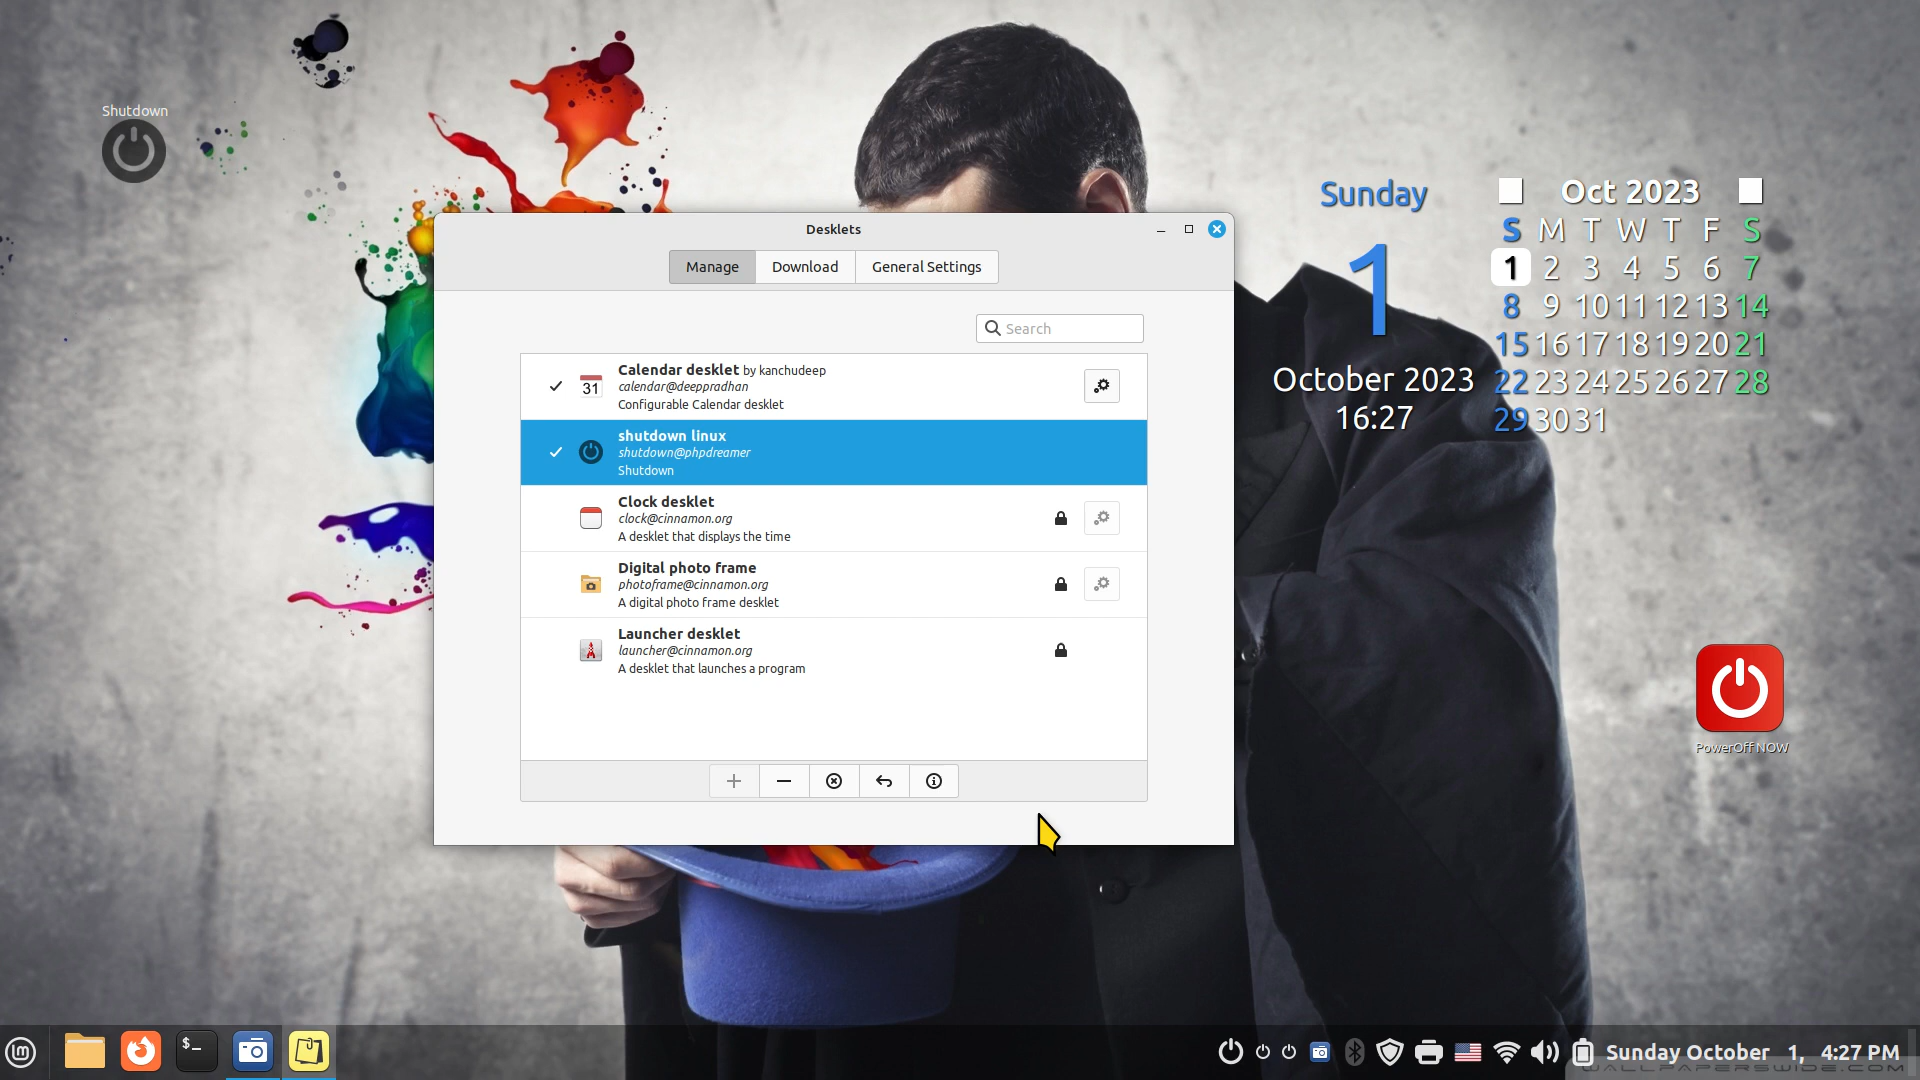 Shutdown
Desklets
Manage
Download
General Settings
Search
Calendar desklet by kanchudeep
calendar@deeppradhan
Configurable Calendar desklet
31
shutdown linux
shutdown@phpdreamer
Shutdown
Clock desklet
clock@cinnamon.org
A desklet that displays the time
Digital photo frame
photoframe@cinnamon.org
A digital photo frame desklet
Launcher desklet
launcher@cinnamon.org
A desklet that launches a program
Sunday
1
October 2023
16:27
Oct 2023
S M T W T F S
1 2 3 4 5 6 7
8 9 10 11 12 13 14
15 16 17 18 19 20 21
22 23 24 25 26 27 28
29 30 31
PowerOff NOW
$_
Sunday October 1, 4:27 PM
WALLPAPERSWIDE.COM